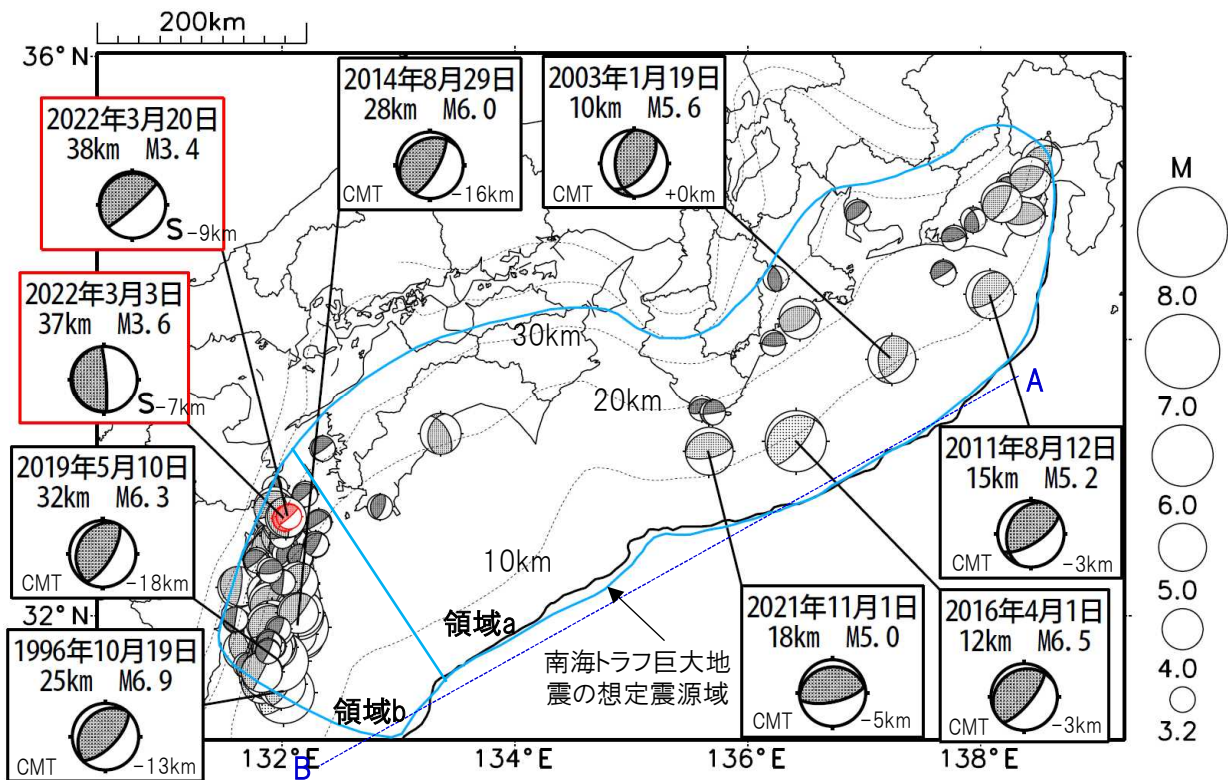 200km
36°N
2014年8月29日
28km M6.0
CMT
-16km
2003年1月19日
10km M5.6
CMT
+0km
2022年3月20日
38km M3.4
S
-9km
2022年3月3日
37km M3.6
S
-7km
2019年5月10日
32km M6.3
CMT
-18km
1996年10月19日
25km M6.9
CMT
-13km
2011年8月12日
15km M5.2
CMT
-3km
2021年11月1日
18km M5.0
CMT
-5km
2016年4月1日
12km M6.5
CMT
-3km
30km
20km
10km
A
B
領域a
領域b
南海トラフ巨大地
震の想定震源域
32°N
132°E
134°E
136°E
138°E
M
8.0
7.0
6.0
5.0
4.0
3.2